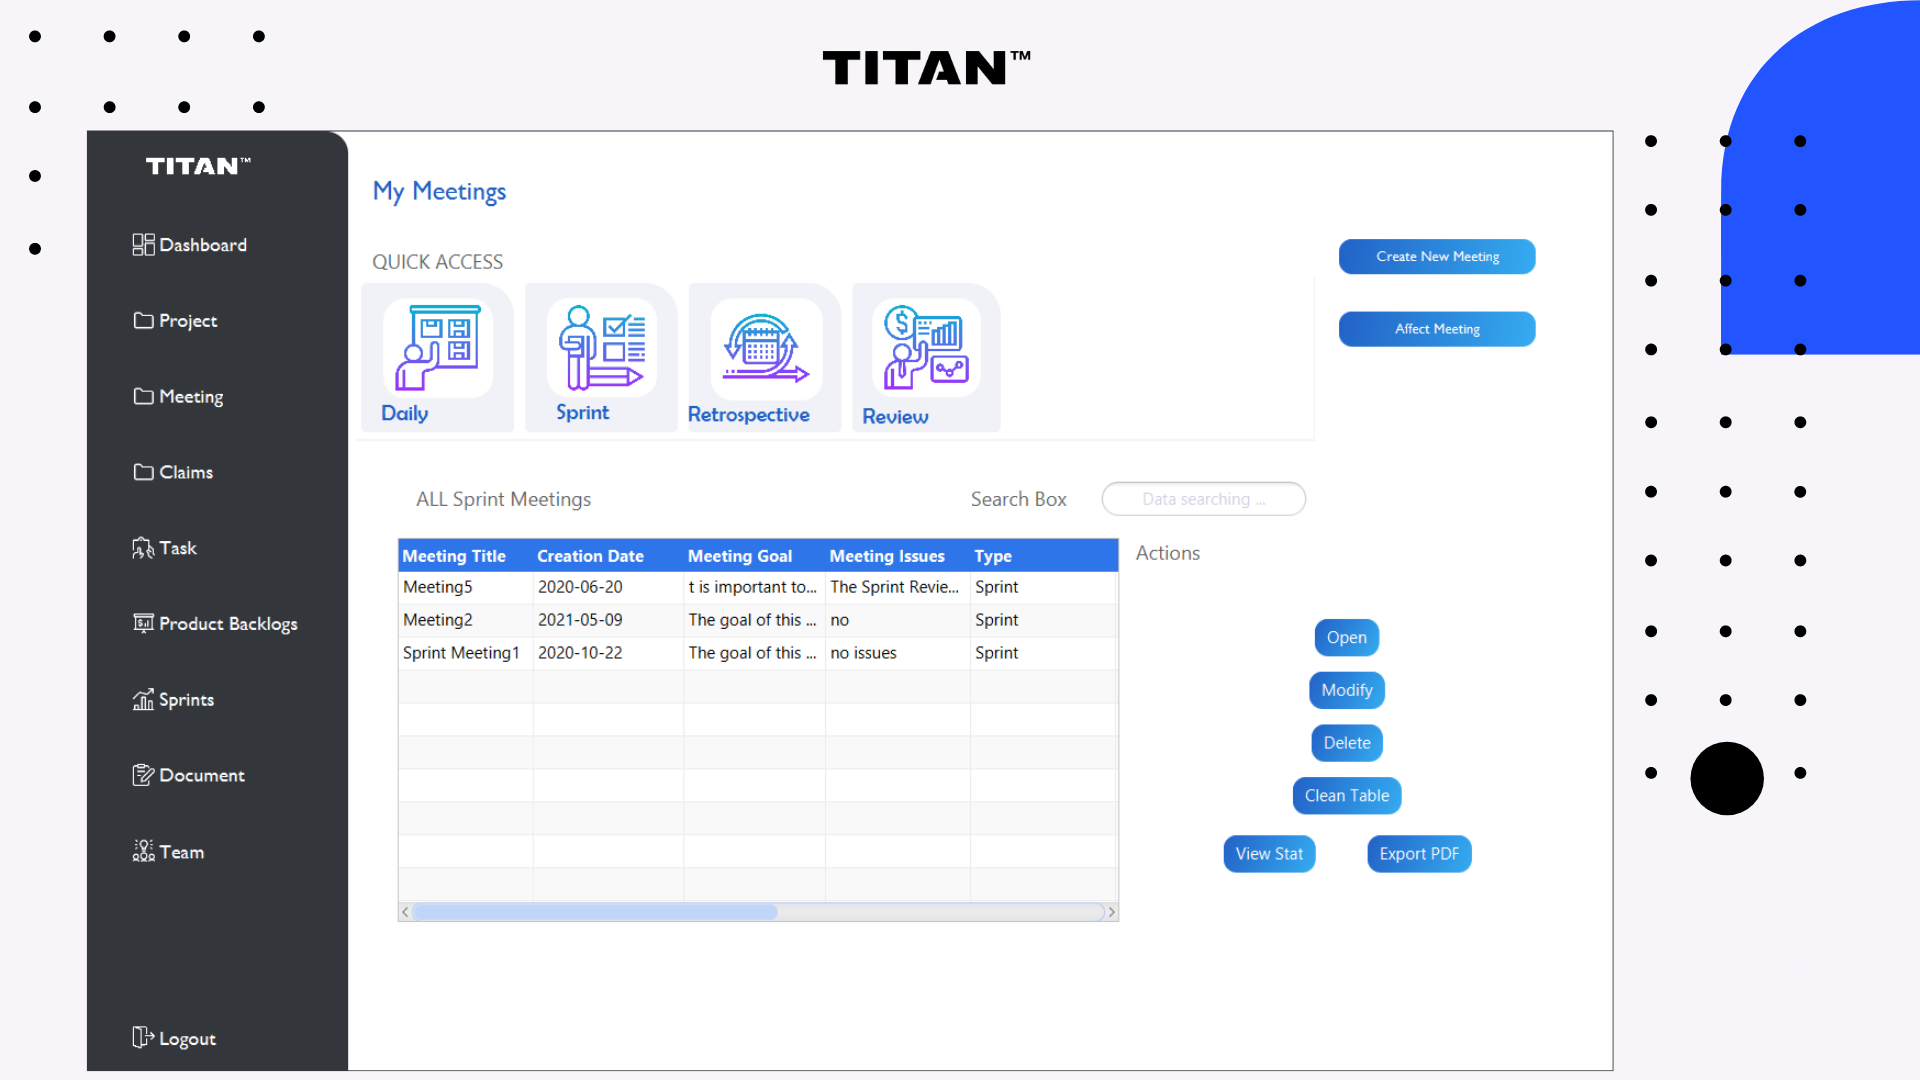 TITAN™
TITAN™
Dashboard
Project
Meeting
Claims
Task
Product Backlogs
Sprints
Document
Team
Logout
My Meetings
QUICK ACCESS
Daily
Sprint
Retrospective
Review
Create New Meeting
Affect Meeting
ALL Sprint Meetings
Search Box
Data searching ...
Meeting Title Creation Date Meeting Goal Meeting Issues Type
Meeting5 2020-06-20 t is important to... The Sprint Revie... Sprint
Meeting2 2021-05-09 The goal of this ... no Sprint
Sprint Meeting1 2020-10-22 The goal of this ... no issues Sprint
Actions
Open
Modify
Delete
Clean Table
View Stat
Export PDF